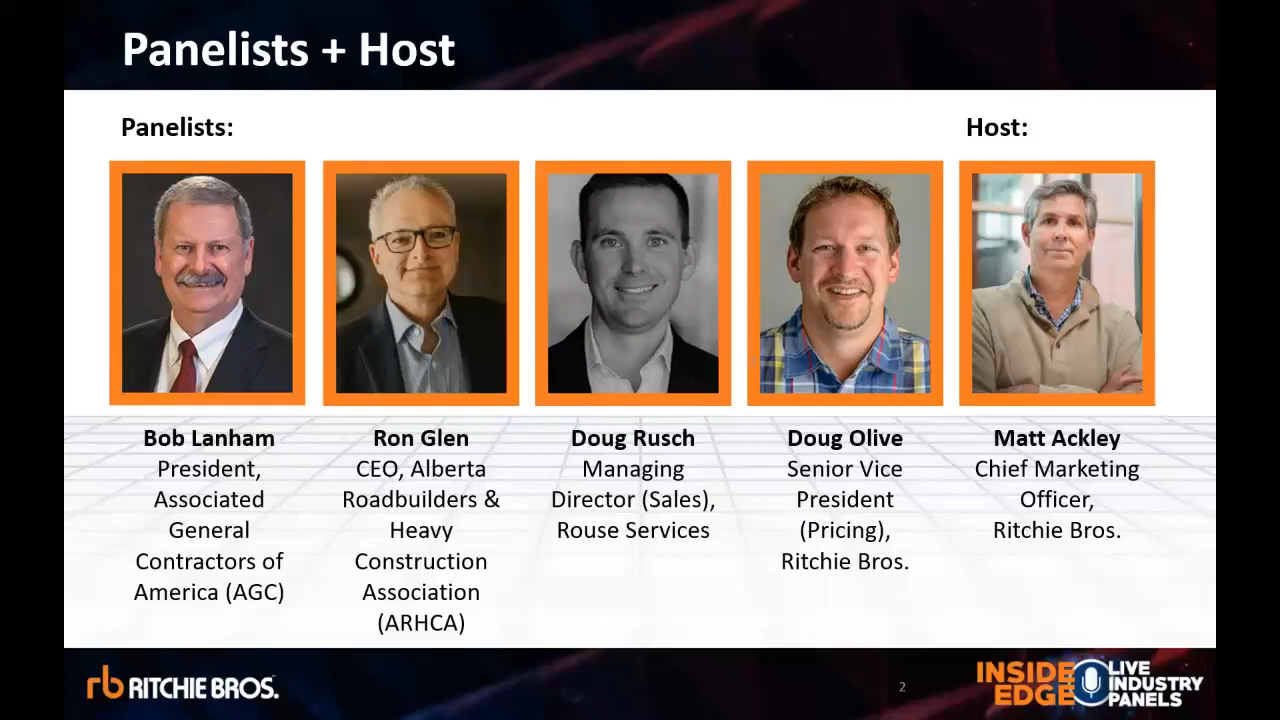 Panelists + Host
Panelists:
Host:
Bob Lanham
President,
Associated
General
Contractors of
America (AGC)
Ron Glen
CEO, Alberta
Roadbuilders &
Heavy
Construction
Association
(ARHCA)
Doug Rusch
Managing
Director (Sales),
Rouse Services
Doug Olive
Senior Vice
President
(Pricing),
Ritchie Bros.
Matt Ackley
Chief Marketing
Officer,
Ritchie Bros.
rb RITCHIE BROS.
2
INSIDE
EDGE
LIVE
INDUSTRY
PANELS